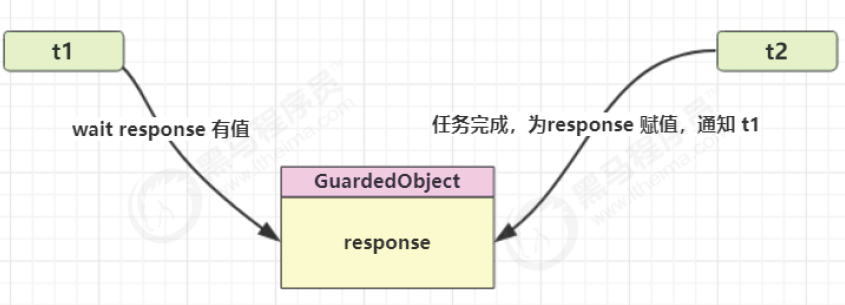 t1
t2
wait response 有值
任务完成，为response 赋值，通知 t1
GuardedObject
response
黑马程序员
www.itheima.com
黑马程序员
www.itheima.com